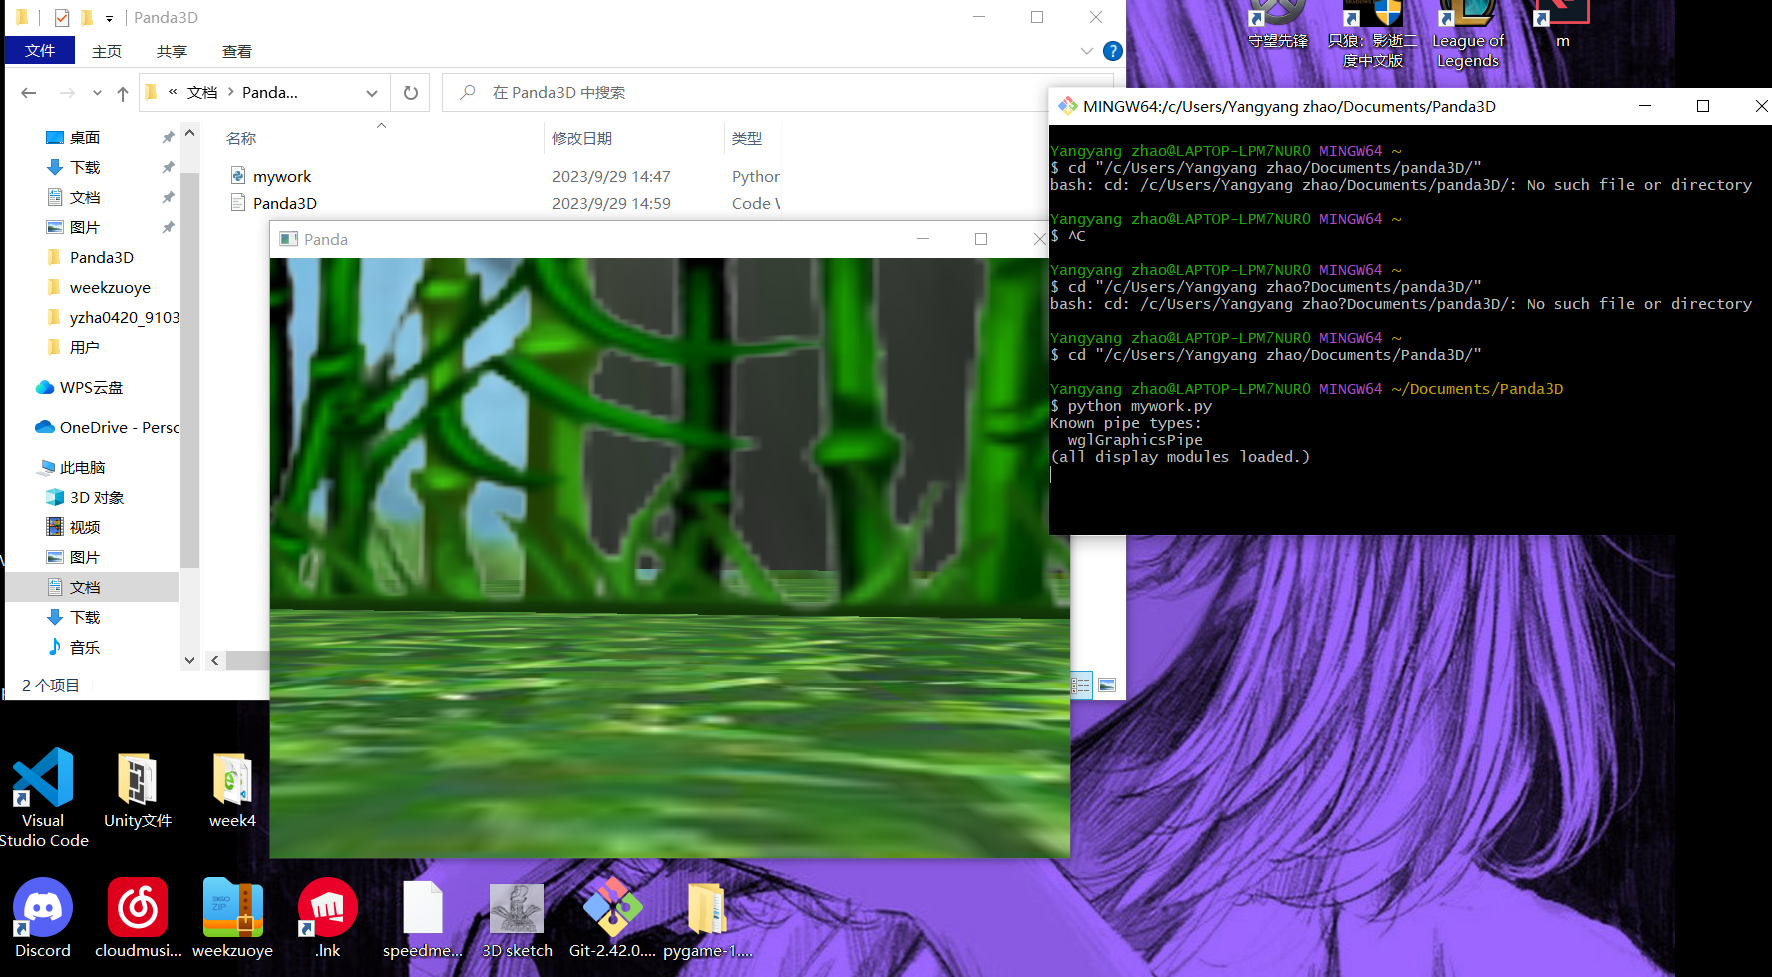 Panda3D
文件
主页
共享
查看
« 文档 › Panda...
在 Panda3D 中搜索
桌面
下载
文档
图片
Panda3D
weekzuoye
yzha0420_9103
用户
WPS云盘
OneDrive - Perso
此电脑
3D 对象
视频
图片
文档
下载
音乐
2 个项目
名称
修改日期
类型
mywork
2023/9/29 14:47
Python
Panda3D
2023/9/29 14:59
Code
Panda
守望先锋
只狼：影逝二
度中文版
League of
Legends
m
MINGW64:/c/Users/Yangyang zhao/Documents/Panda3D
Yangyang zhao@LAPTOP-LPM7NURO MINGW64 ~
$ cd "/c/Users/Yangyang zhao/Documents/panda3D/"
bash: cd: /c/Users/Yangyang zhao/Documents/panda3D/: No such file or directory
Yangyang zhao@LAPTOP-LPM7NURO MINGW64 ~
$ ^C
Yangyang zhao@LAPTOP-LPM7NURO MINGW64 ~
$ cd "/c/Users/Yangyang zhao?Documents/panda3D/"
bash: cd: /c/Users/Yangyang zhao?Documents/panda3D/: No such file or directory
Yangyang zhao@LAPTOP-LPM7NURO MINGW64 ~
$ cd "/c/Users/Yangyang zhao/Documents/Panda3D/"
Yangyang zhao@LAPTOP-LPM7NURO MINGW64 ~/Documents/Panda3D
$ python mywork.py
Known pipe types:
wglGraphicsPipe
(all display modules loaded.)
Visual
Studio Code
Unity文件
week4
Discord
cloudmusi...
weekzuoye
.lnk
speedme...
3D sketch
Git-2.42.0....
pygame-1....